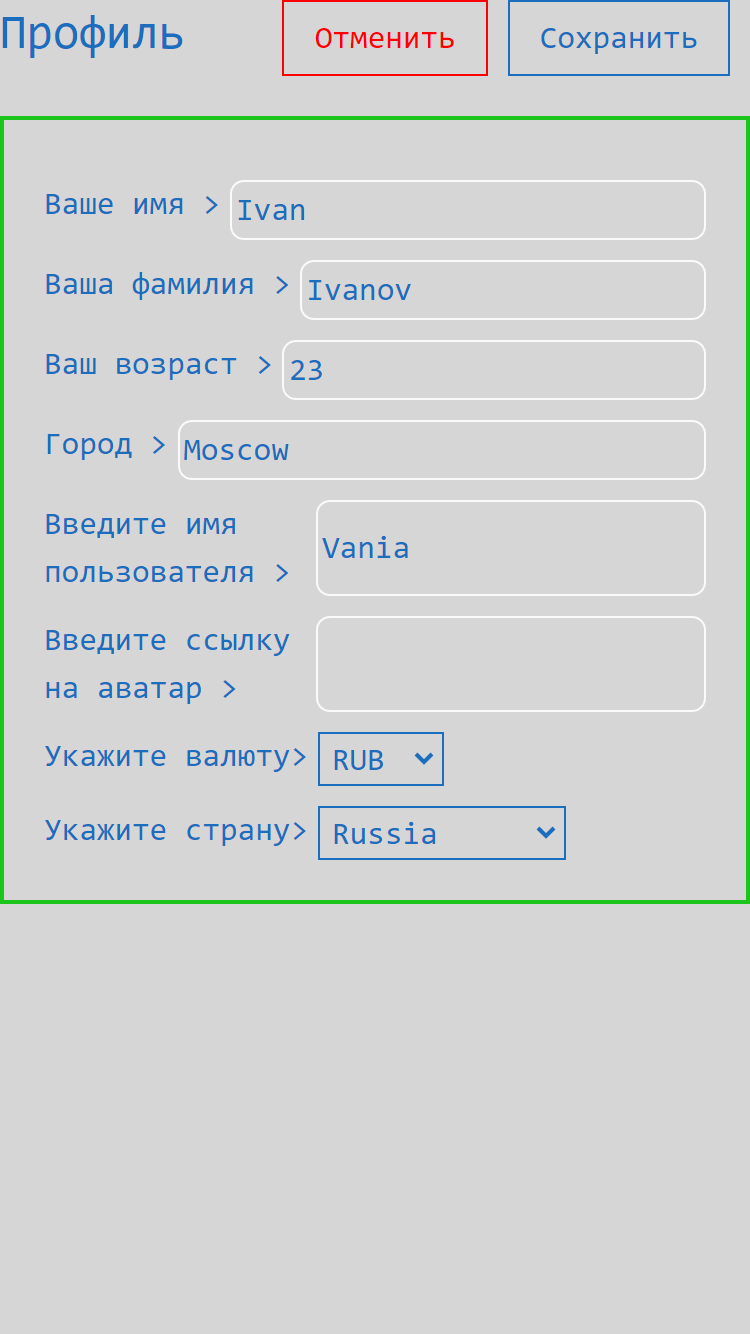 Профиль Отменить Сохранить
Ваше имя > Ivan
Ваша фамилия > Ivanov
Ваш возраст > 23
Город > Moscow
Введите имя
пользователя > Vania
Введите ссылку
на аватар >
Укажите валюту> RUB
Укажите страну> Russia